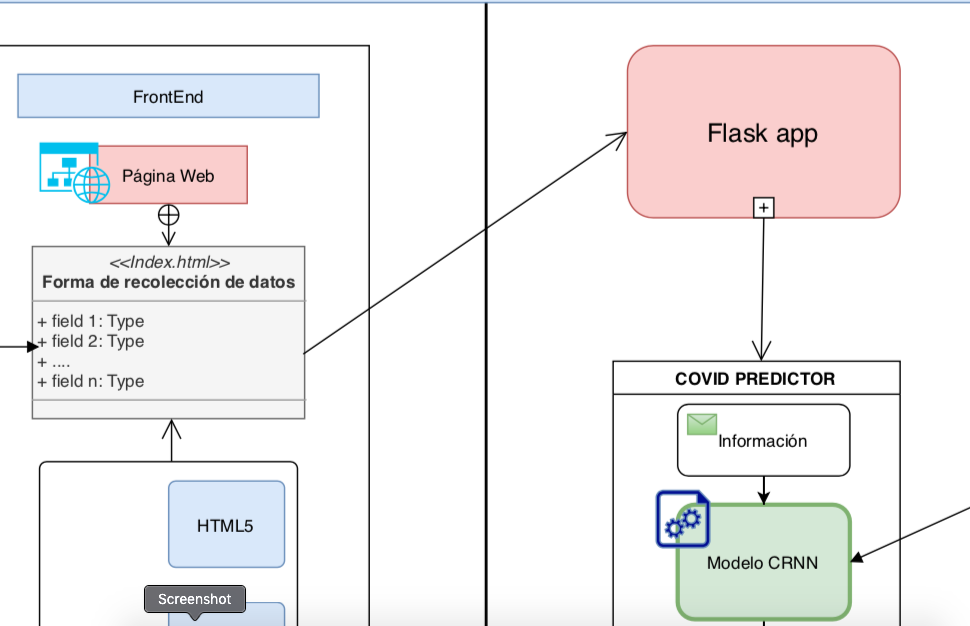 FrontEnd
Página Web
<<Index.html>>
Forma de recolección de datos
+ field 1: Type
+ field 2: Type
+ ....
+ field n: Type
HTML5
Screenshot
Flask app
+
COVID PREDICTOR
Información
Modelo CRNN